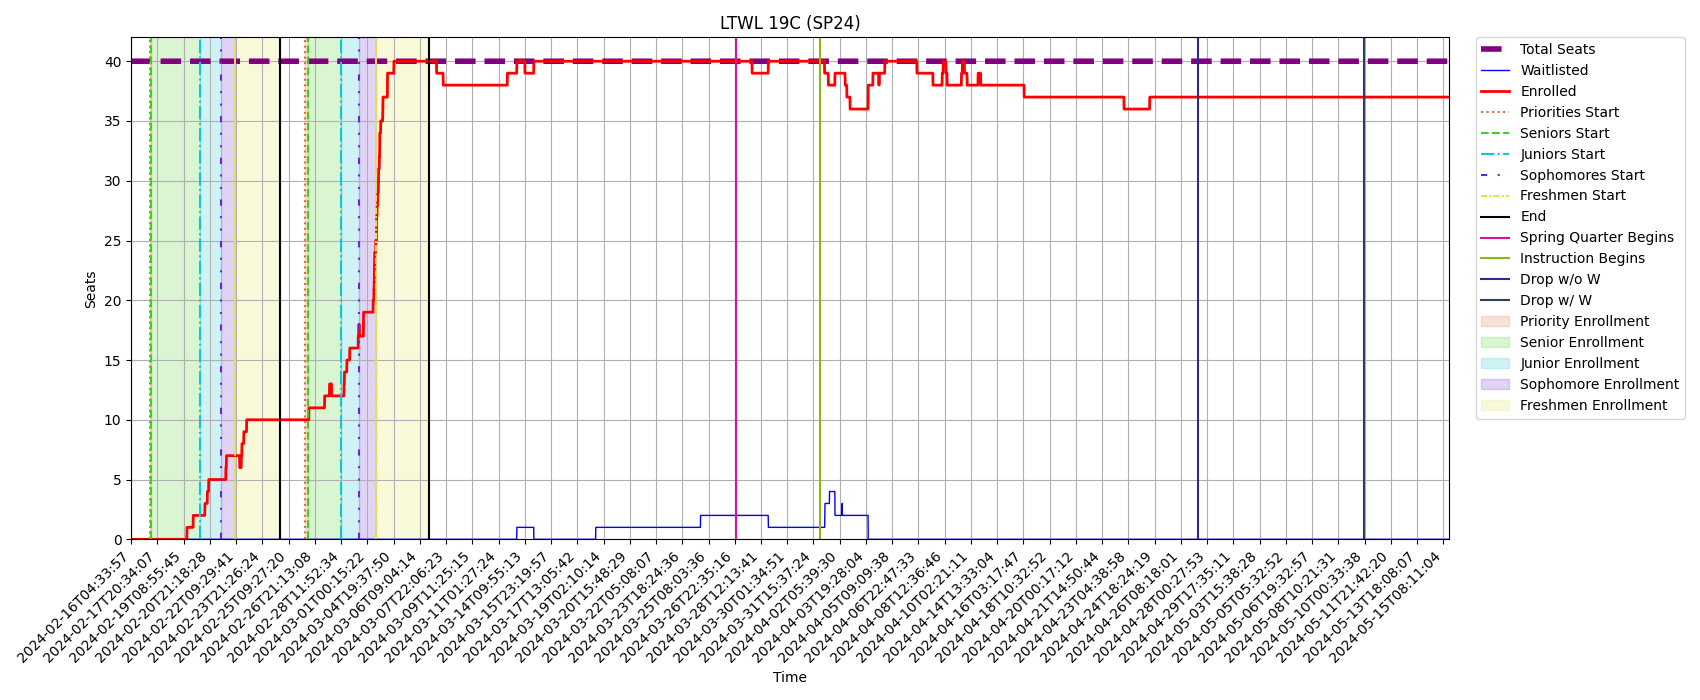 LTWL 19C (SP24)
Seats
40
35
30
25
20
15
10
5
0
2024-02-16T04:33:57
2024-02-17T20:34:07
2024-02-19T08:55:45
2024-02-20T21:18:28
2024-02-22T09:29:41
2024-02-23T21:26:24
2024-02-25T09:27:20
2024-02-26T21:13:08
2024-02-28T11:52:34
2024-03-01T00:15:22
2024-03-04T19:37:50
2024-03-06T09:04:14
2024-03-07T22:06:23
2024-03-09T11:25:15
2024-03-11T01:27:24
2024-03-14T09:55:13
2024-03-15T23:19:57
2024-03-17T13:05:42
2024-03-19T02:10:14
2024-03-20T15:48:29
2024-03-22T05:08:07
2024-03-23T18:24:36
2024-03-25T08:03:36
2024-03-26T22:35:16
2024-03-28T12:13:41
2024-03-30T01:34:51
2024-03-31T15:37:24
2024-04-02T05:39:30
2024-04-03T19:28:04
2024-04-05T09:09:38
2024-04-06T22:47:33
2024-04-08T12:36:46
2024-04-10T02:21:11
2024-04-14T13:33:04
2024-04-16T03:17:47
2024-04-18T10:32:52
2024-04-20T00:17:12
2024-04-21T14:50:44
2024-04-23T04:38:58
2024-04-24T18:24:19
2024-04-26T08:18:01
2024-04-28T00:27:53
2024-04-29T17:35:11
2024-05-03T15:38:28
2024-05-05T05:32:52
2024-05-06T19:32:57
2024-05-08T10:21:31
2024-05-10T00:33:38
2024-05-11T21:42:20
2024-05-13T18:08:07
2024-05-15T08:11:04
Time
Total Seats
Waitlisted
Enrolled
Priorities Start
Seniors Start
Juniors Start
Sophomores Start
Freshmen Start
End
Spring Quarter Begins
Instruction Begins
Drop w/o W
Drop w/ W
Priority Enrollment
Senior Enrollment
Junior Enrollment
Sophomore Enrollment
Freshmen Enrollment